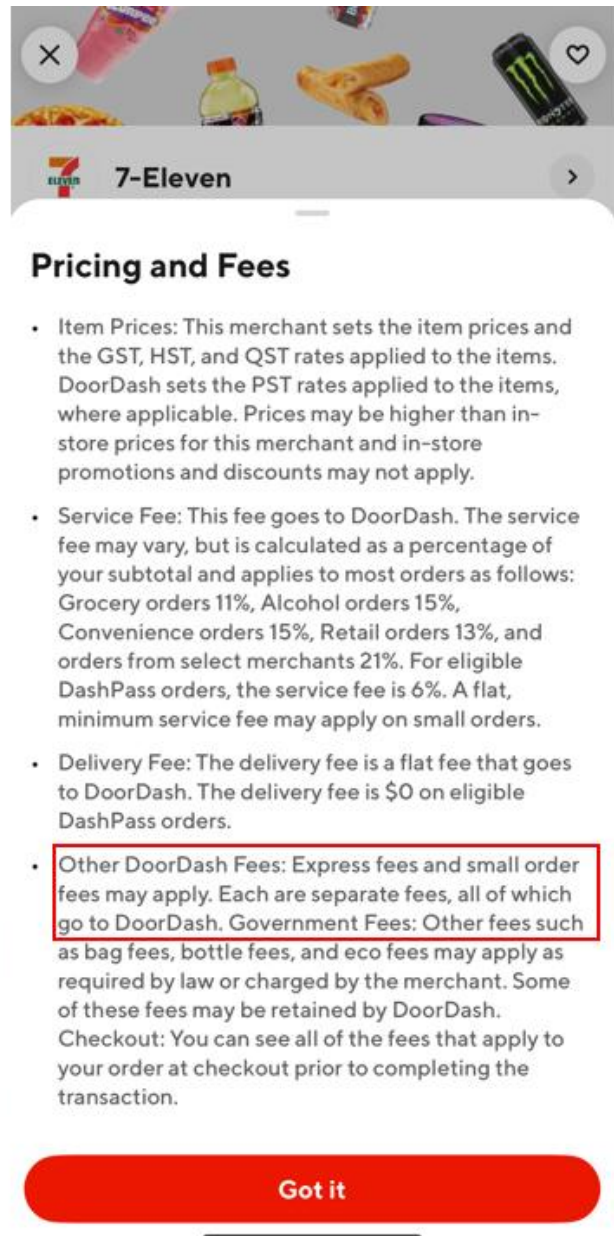 7-Eleven
Pricing and Fees
• Item Prices: This merchant sets the item prices and
the GST, HST, and QST rates applied to the items.
DoorDash sets the PST rates applied to the items,
where applicable. Prices may be higher than in-
store prices for this merchant and in-store
promotions and discounts may not apply.
• Service Fee: This fee goes to DoorDash. The service
fee may vary, but is calculated as a percentage of
your subtotal and applies to most orders as follows:
Grocery orders 11%, Alcohol orders 15%,
Convenience orders 15%, Retail orders 13%, and
orders from select merchants 21%. For eligible
DashPass orders, the service fee is 6%. A flat,
minimum service fee may apply on small orders.
• Delivery Fee: The delivery fee is a flat fee that goes
to DoorDash. The delivery fee is $0 on eligible
DashPass orders.
• Other DoorDash Fees: Express fees and small order
fees may apply. Each are separate fees, all of which
go to DoorDash. Government Fees: Other fees such
as bag fees, bottle fees, and eco fees may apply as
required by law or charged by the merchant. Some
of these fees may be retained by DoorDash.
Checkout: You can see all of the fees that apply to
your order at checkout prior to completing the
transaction.
Got it